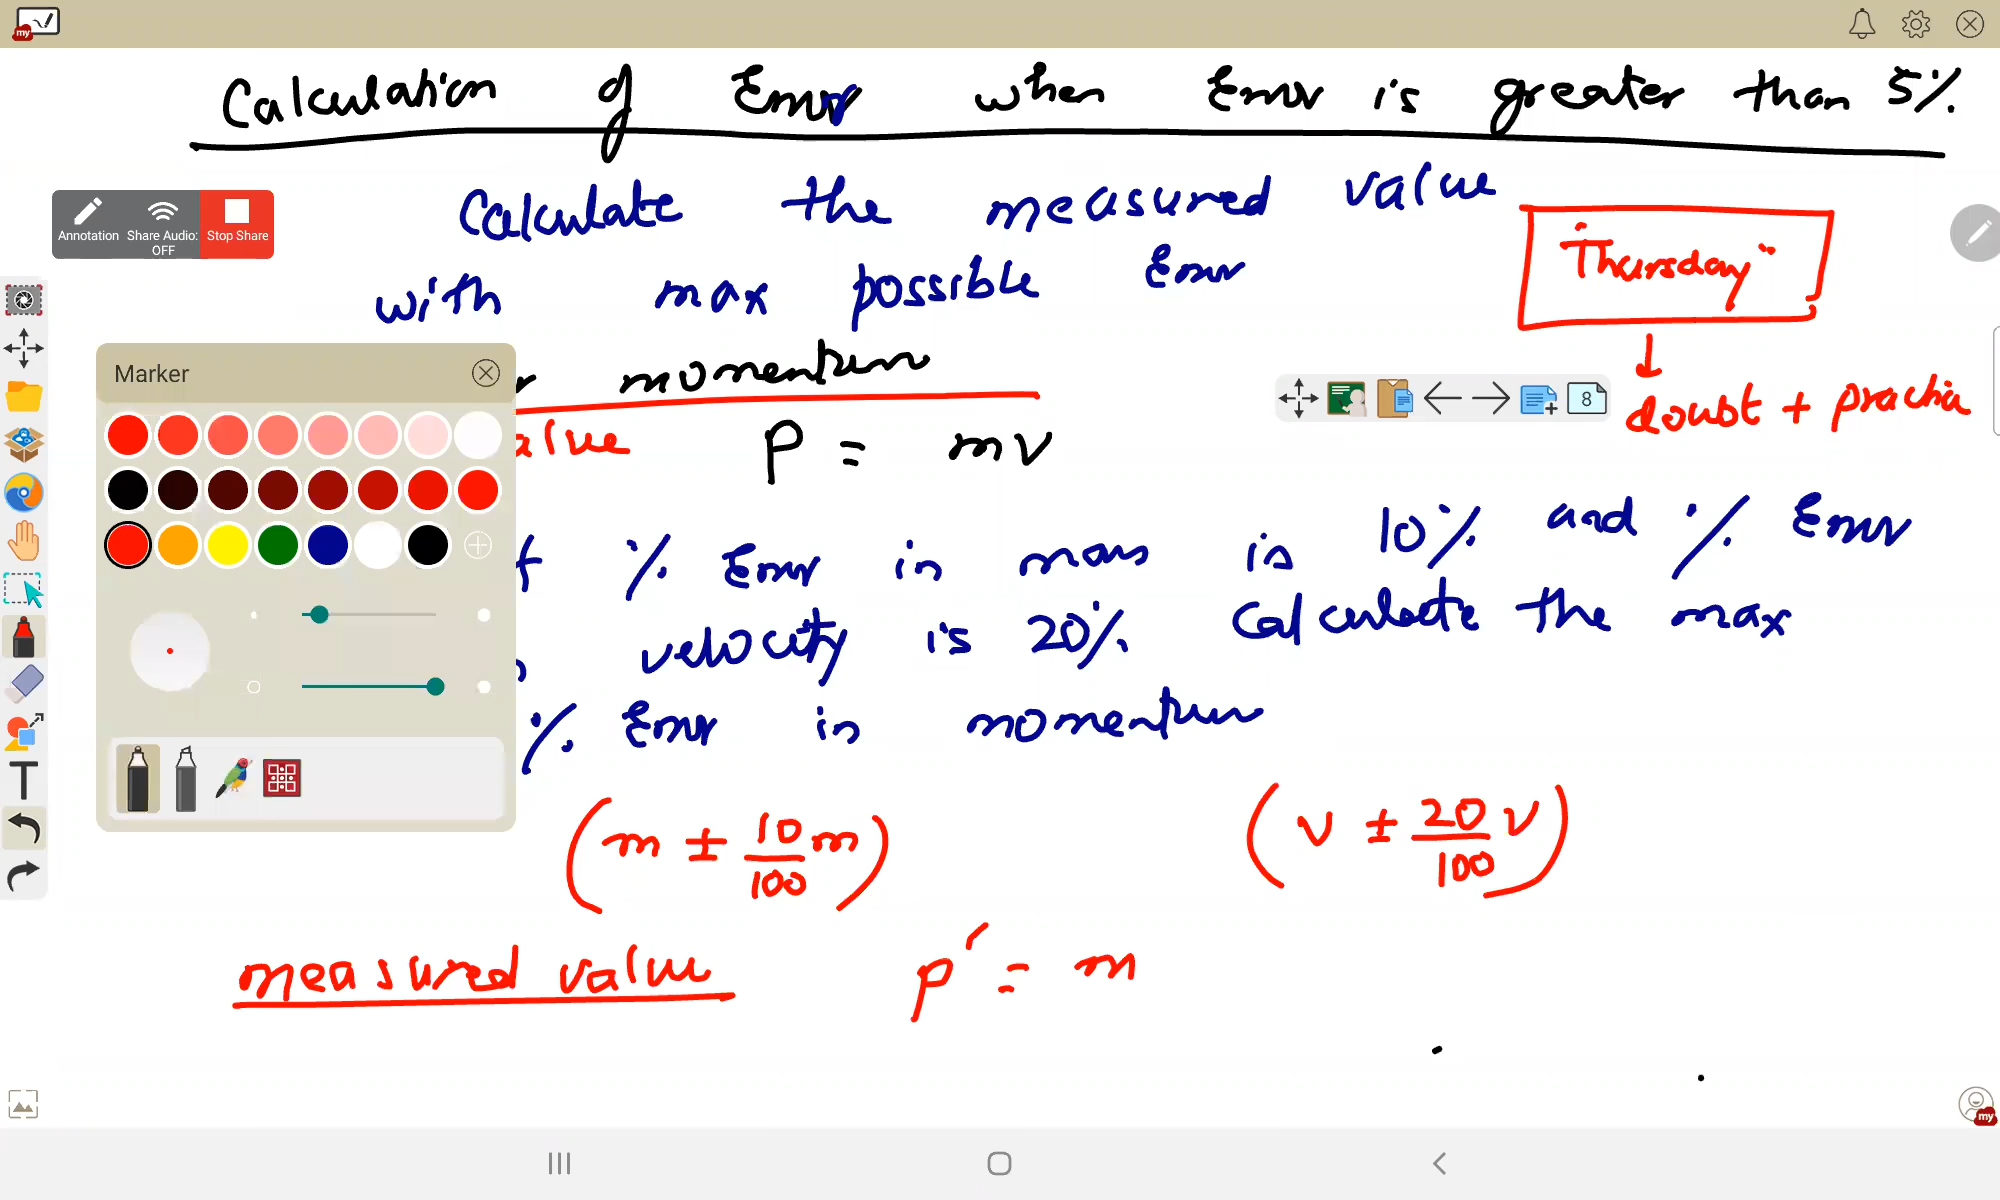 my
Calculation of Error when Error is greater than 5%.
Calculate the measured value
with max possible Error
"Thursday"
Annotation Share Audio: OFF Stop Share
Marker
momentum
doubt + practice
8
alue P = mv
% Error in mass is 10% and % Error
velocity is 20%. Calculate the max
% Error in momentum
(m ± 10/100 m) (v ± 20/100 v)
measured value p' = m
T
my